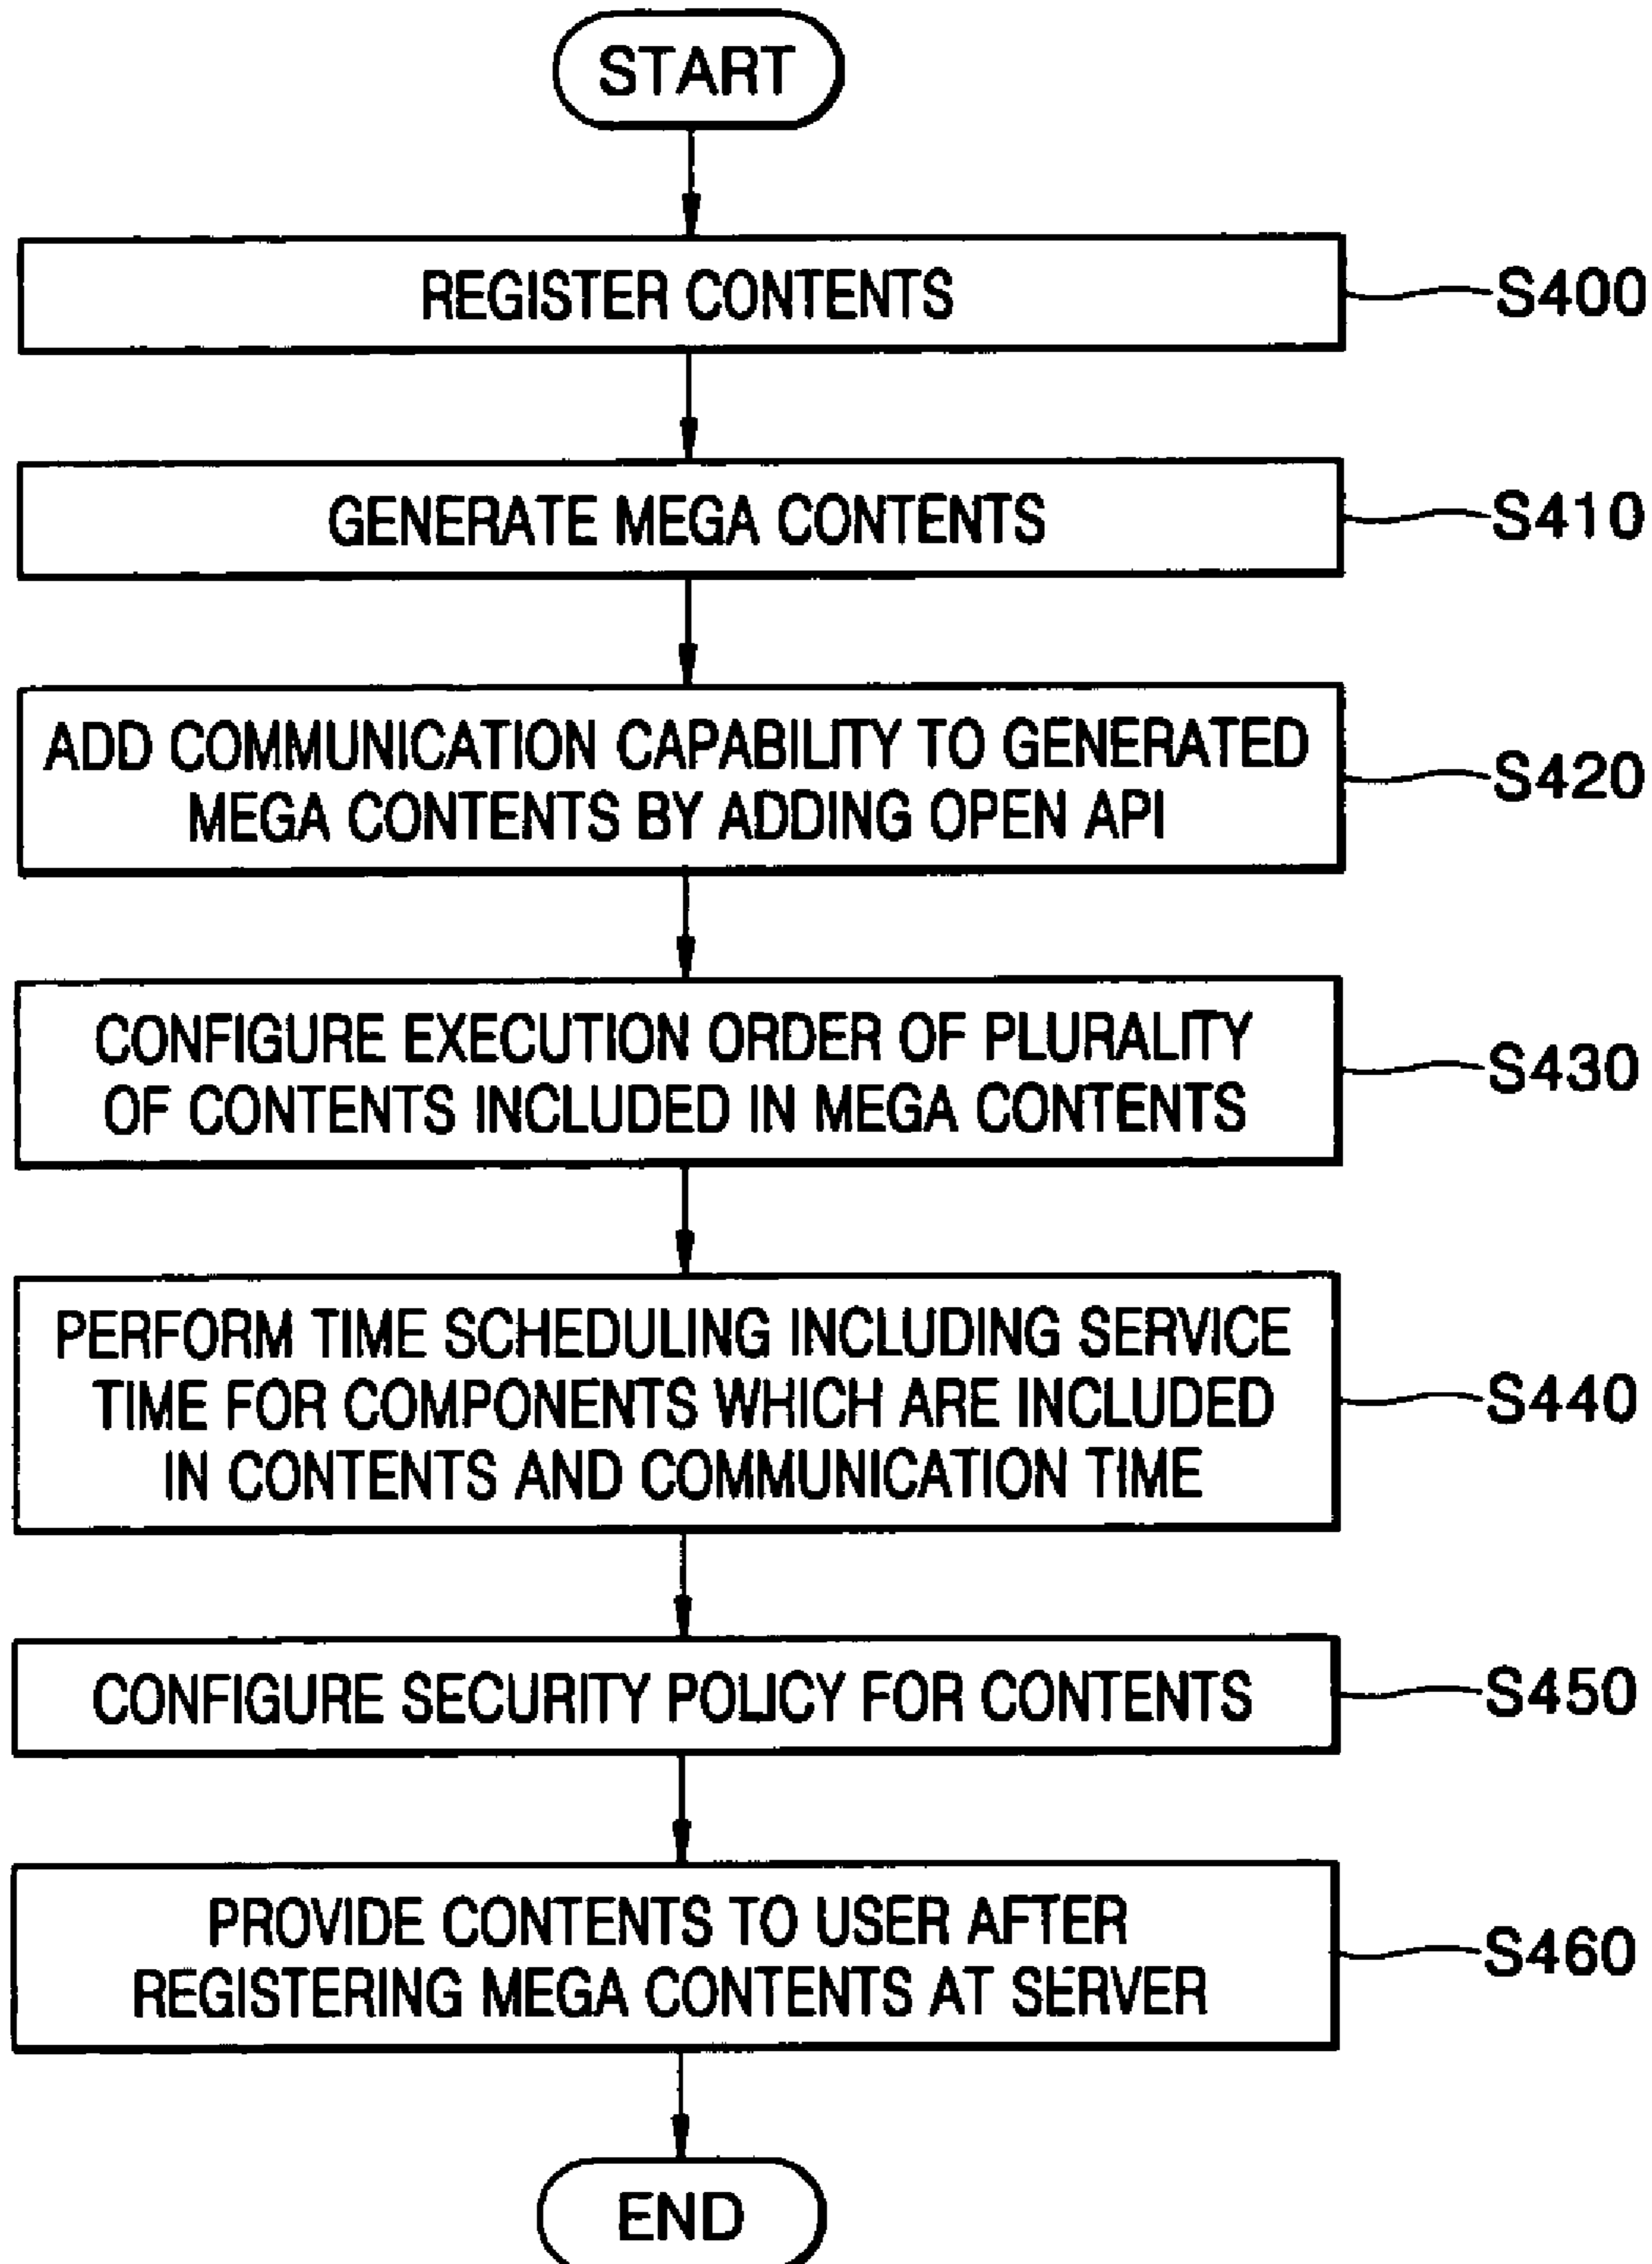 START
REGISTER CONTENTS
S400
GENERATE MEGA CONTENTS
S410
ADD COMMUNICATION CAPABILITY TO GENERATED
MEGA CONTENTS BY ADDING OPEN API
S420
CONFIGURE EXECUTION ORDER OF PLURALITY
OF CONTENTS INCLUDED IN MEGA CONTENTS
S430
PERFORM TIME SCHEDULING INCLUDING SERVICE
TIME FOR COMPONENTS WHICH ARE INCLUDED
IN CONTENTS AND COMMUNICATION TIME
S440
CONFIGURE SECURITY POLICY FOR CONTENTS
S450
PROVIDE CONTENTS TO USER AFTER
REGISTERING MEGA CONTENTS AT SERVER
S460
END